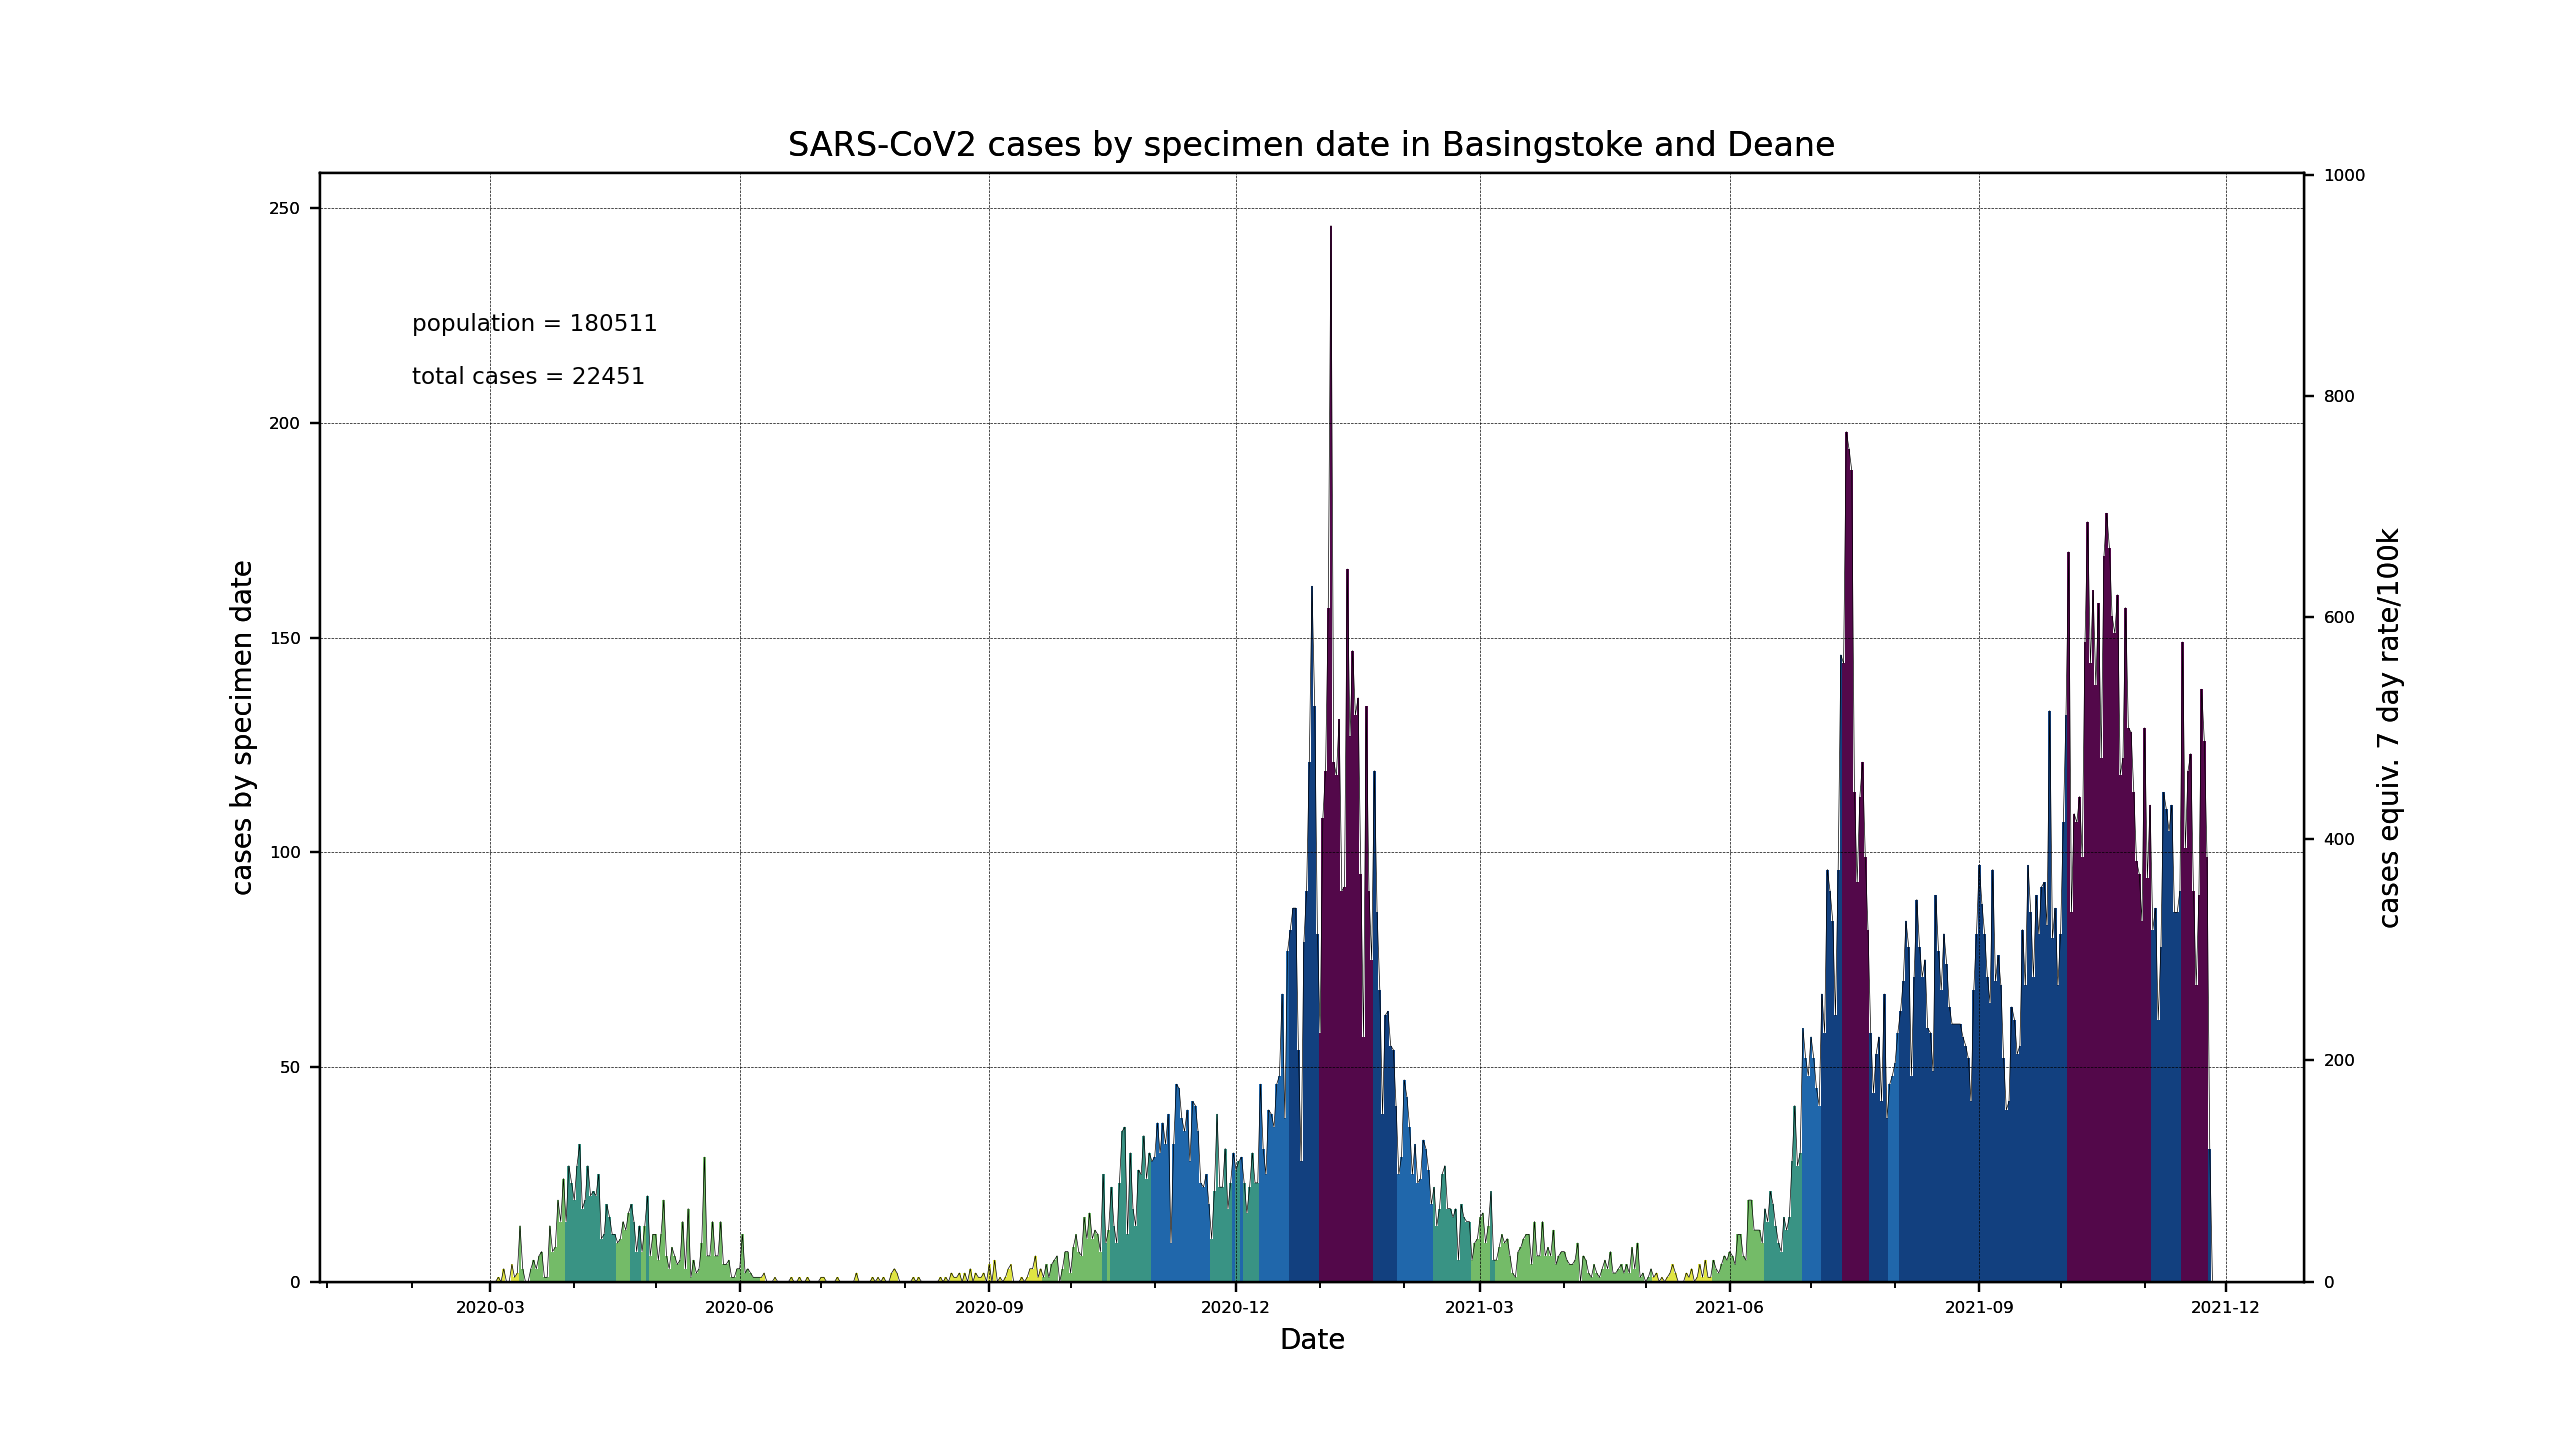 SARS-CoV2 cases by specimen date in Basingstoke and Deane
population = 180511
total cases = 22451
cases by specimen date
250
200
150
100
50
0
cases equiv. 7 day rate/100k
1000
800
600
400
200
0
2020-03 2020-06 2020-09 2020-12 2021-03 2021-06 2021-09 2021-12
Date